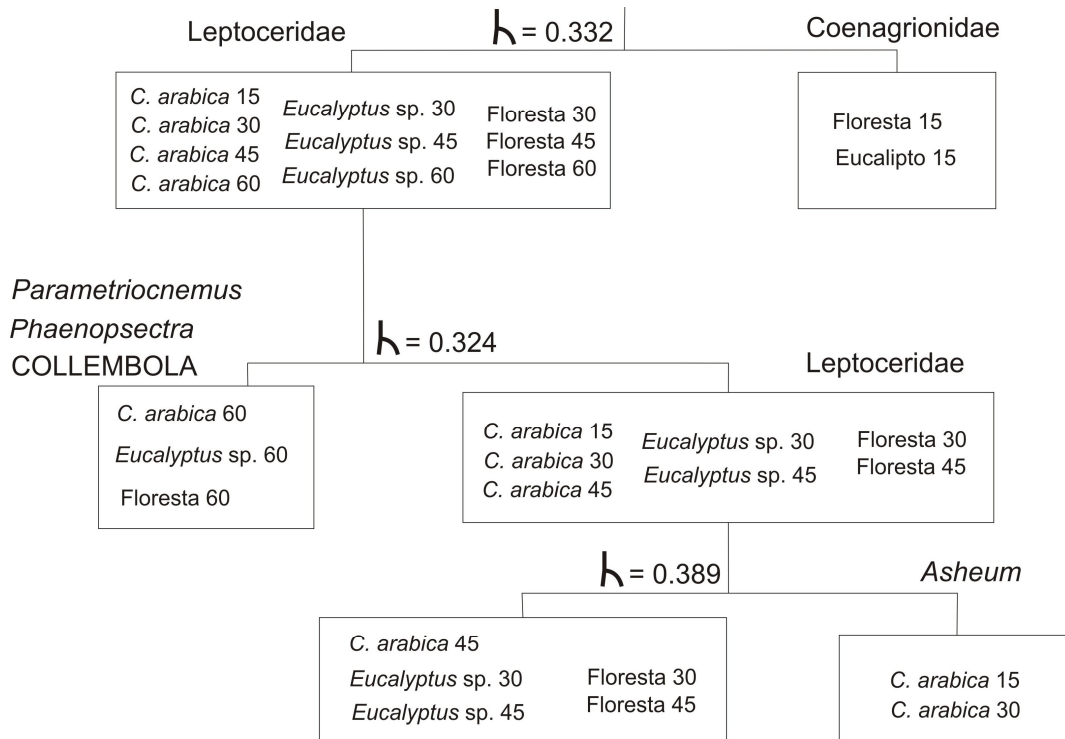 Leptoceridae
λ = 0.332
Coenagrionidae
C. arabica 15
C. arabica 30
C. arabica 45
C. arabica 60
Eucalyptus sp. 30
Eucalyptus sp. 45
Eucalyptus sp. 60
Floresta 30
Floresta 45
Floresta 60
Floresta 15
Eucalipto 15
Parametriocnemus
Phaenopsectra
COLLEMBOLA
λ = 0.324
Leptoceridae
C. arabica 60
Eucalyptus sp. 60
Floresta 60
C. arabica 15
C. arabica 30
C. arabica 45
Eucalyptus sp. 30
Eucalyptus sp. 45
Floresta 30
Floresta 45
λ = 0.389
Asheum
C. arabica 45
Eucalyptus sp. 30
Eucalyptus sp. 45
Floresta 30
Floresta 45
C. arabica 15
C. arabica 30